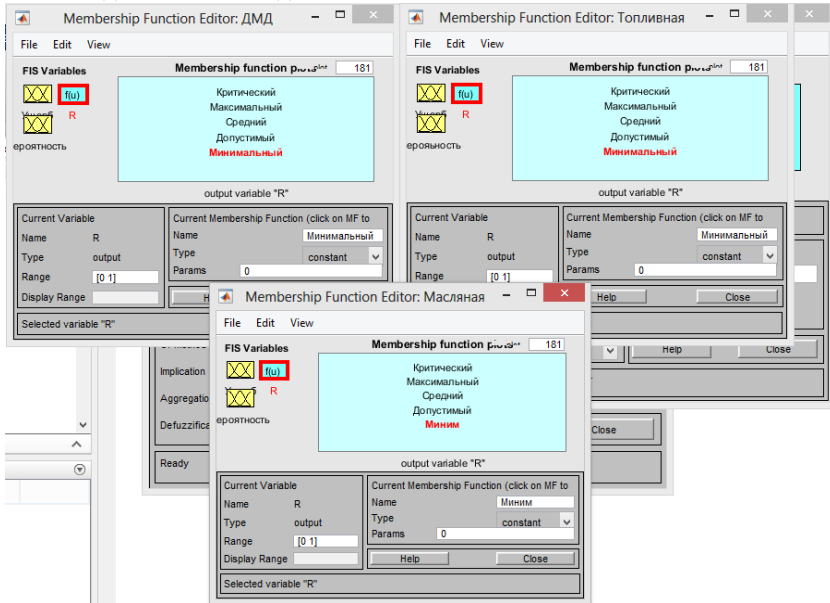 Membership Function Editor: ДМД
File Edit View
FIS Variables
Membership function
181
f(u)
R
ероятность
Критический
Максимальный
Средний
Допустимый
Минимальный
output variable "R"
Current Variable
Name R
Type output
Range [0 1]
Display Range
Current Membership Function (click on MF to
Name Минимальный
Type constant
Params 0
H
Selected variable "R"
Membership Function Editor: Топливная
File Edit View
FIS Variables
Membership function
181
f(u)
R
Критический
Максимальный
Средний
Допустимый
Минимальный
output variable "R"
Current Variable
Name R
Type output
Range [0 1]
Current Membership Function (click on MF to
Name Минимальный
Type constant
Params 0
Help Close
Help Close
Implication
Aggregatio
Defuzzifica
Close
Ready
Membership Function Editor: Масляная
File Edit View
FIS Variables
Membership function
181
f(u)
R
ероятность
Критический
Максимальный
Средний
Допустимый
Миним
output variable "R"
Current Variable
Name R
Type output
Range [0 1]
Display Range
Current Membership Function (click on MF to
Name Миним
Type constant
Params 0
Help Close
Selected variable "R"